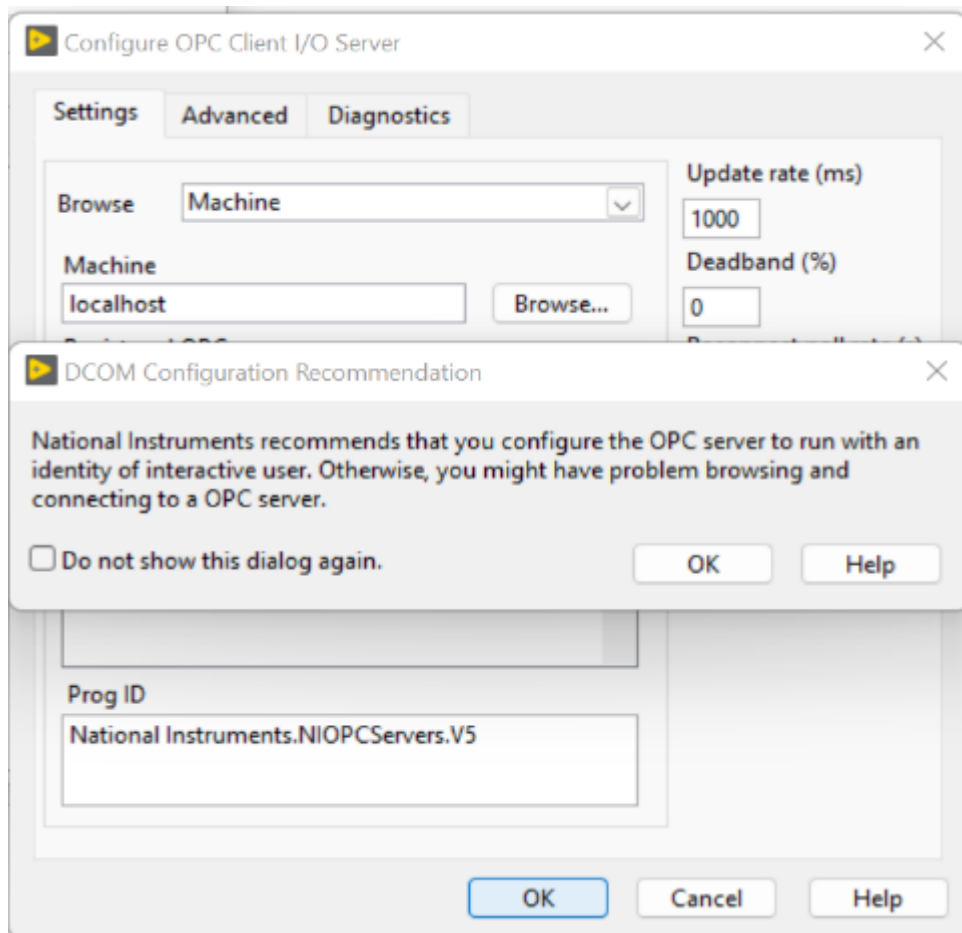 Configure OPC Client I/O Server
Settings Advanced Diagnostics
Browse Machine
Update rate (ms)
1000
Machine
Deadband (%)
localhost Browse... 0
DCOM Configuration Recommendation
National Instruments recommends that you configure the OPC server to run with an
identity of interactive user. Otherwise, you might have problem browsing and
connecting to a OPC server.
Do not show this dialog again. OK Help
Prog ID
National Instruments.NIOPCServers.V5
OK Cancel Help